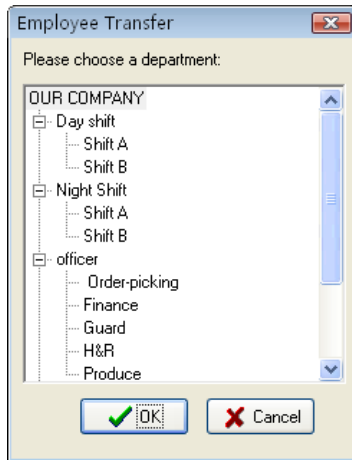 Employee Transfer
Please choose a department:
OUR COMPANY
Day shift
Shift A
Shift B
Night Shift
Shift A
Shift B
officer
Order-picking
Finance
Guard
H&R
Produce
OK
Cancel